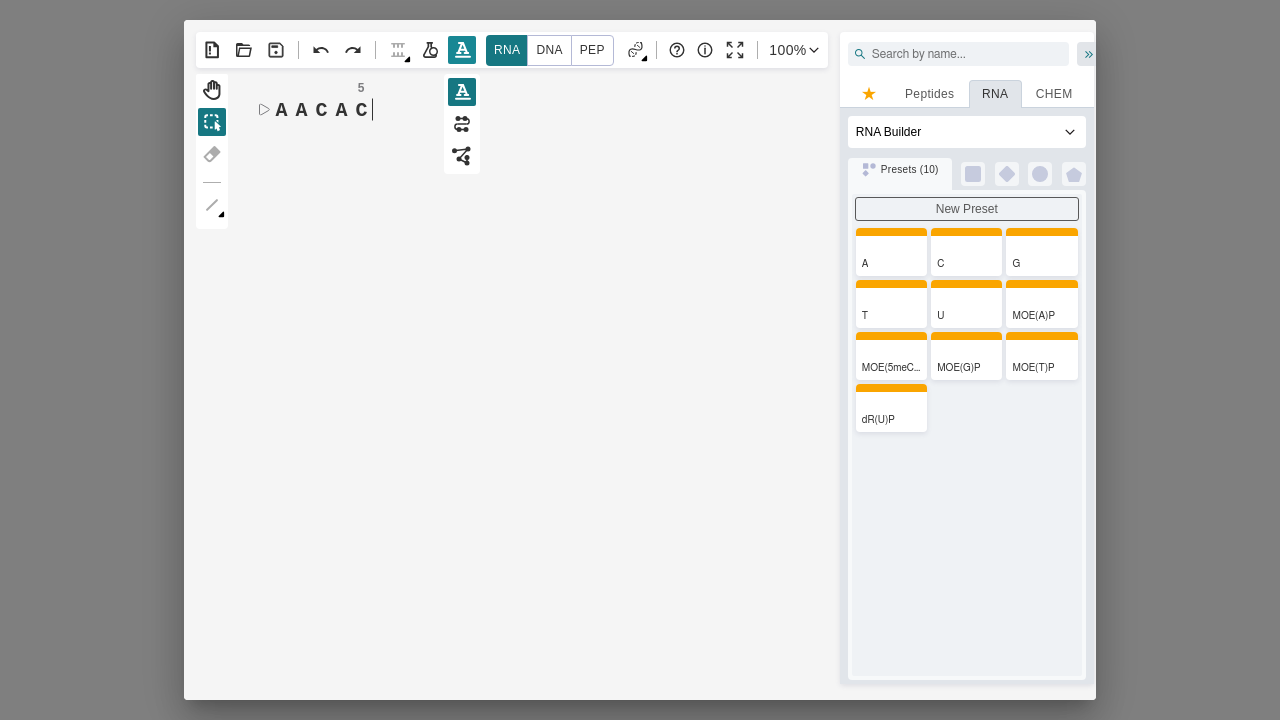 RNA DNA PEP 100%
Search by name...
5
AACAC
Peptides RNA CHEM
RNA Builder
Presets (10)
New Preset
A C G
T U MOE(A)P
MOE(5meC... MOE(G)P MOE(T)P
dR(U)P